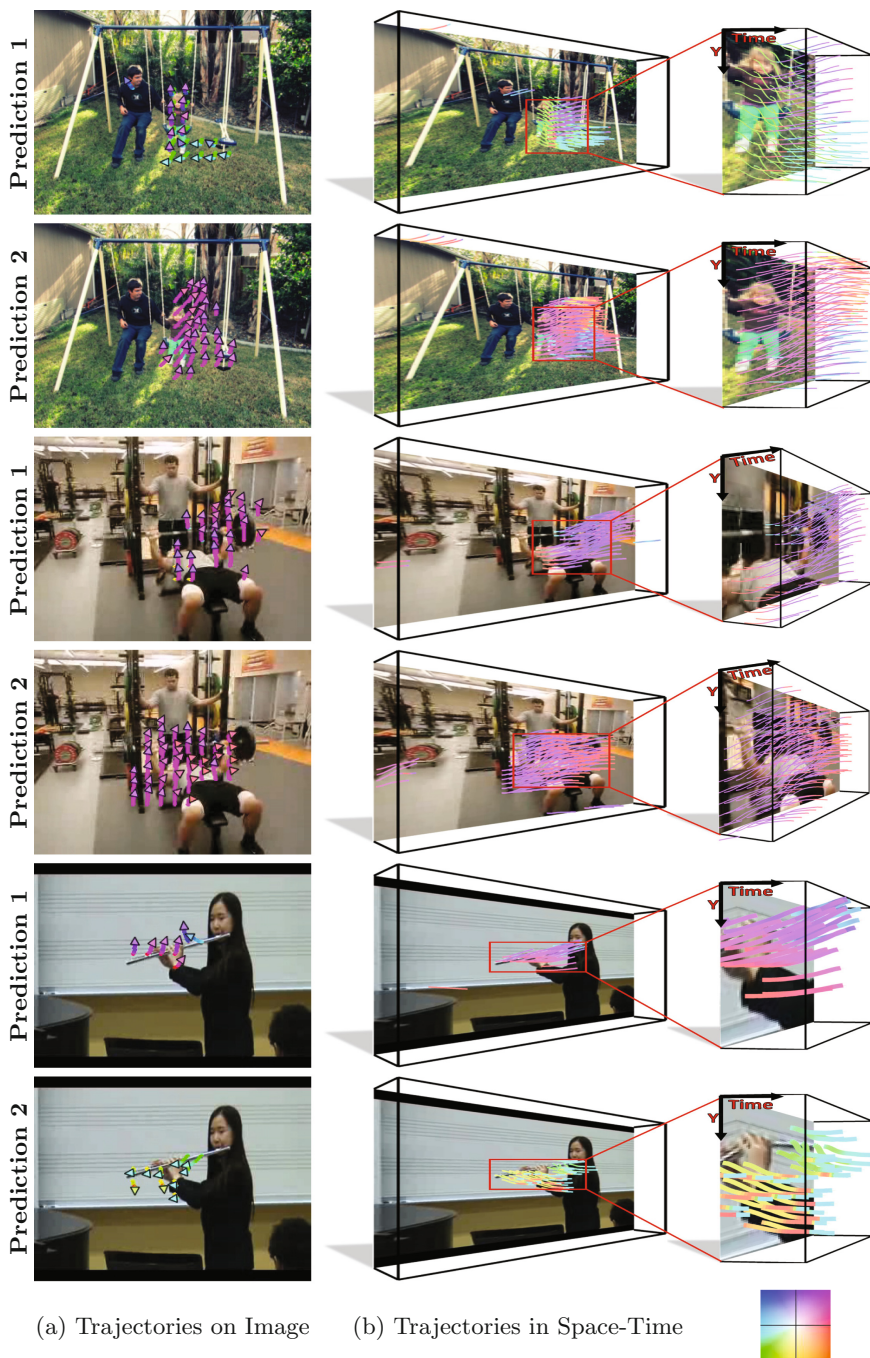 Prediction 1
Time
Y
Prediction 2
Time
Y
Prediction 1
Time
Y
Prediction 2
Time
Y
Prediction 1
Time
Y
Prediction 2
Time
Y
(a) Trajectories on Image
(b) Trajectories in Space-Time